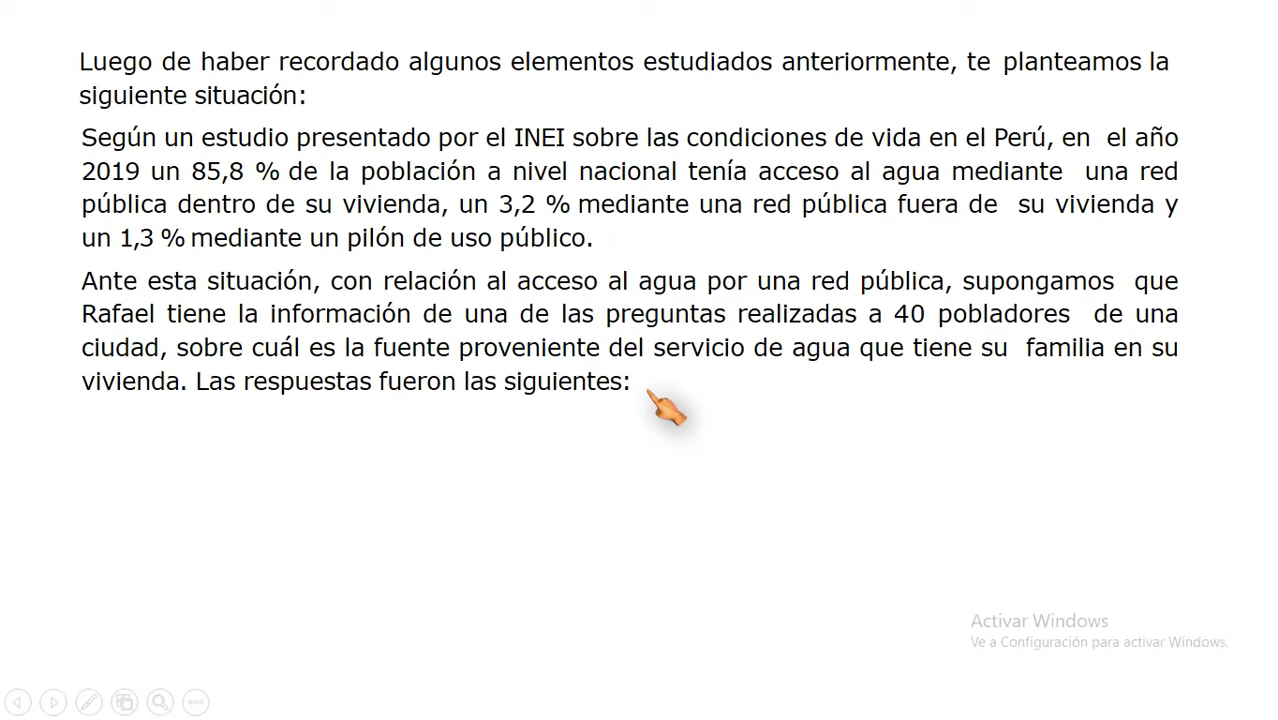 Luego de haber recordado algunos elementos estudiados anteriormente, te planteamos la
siguiente situación:
Según un estudio presentado por el INEI sobre las condiciones de vida en el Perú, en el año
2019 un 85,8 % de la población a nivel nacional tenía acceso al agua mediante una red
pública dentro de su vivienda, un 3,2 % mediante una red pública fuera de su vivienda y
un 1,3 % mediante un pilón de uso público.
Ante esta situación, con relación al acceso al agua por una red pública, supongamos que
Rafael tiene la información de una de las preguntas realizadas a 40 pobladores de una
ciudad, sobre cuál es la fuente proveniente del servicio de agua que tiene su familia en su
vivienda. Las respuestas fueron las siguientes:
Activar Windows
Ve a Configuración para activar Windows.